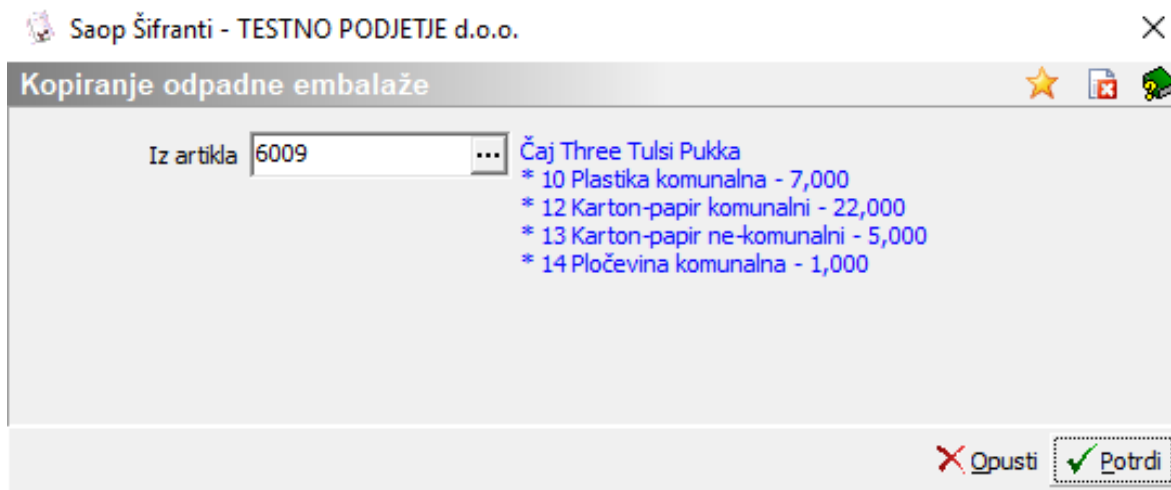 Saop Šifranti - TESTNO PODJETJE d.o.o.
Kopiranje odpadne embalaže
Iz artikla 6009 ... Čaj Three Tulsi Pukka
* 10 Plastika komunalna - 7,000
* 12 Karton-papir komunalni - 22,000
* 13 Karton-papir ne-komunalni - 5,000
* 14 Pločevina komunalna - 1,000
Opusti Potrdi